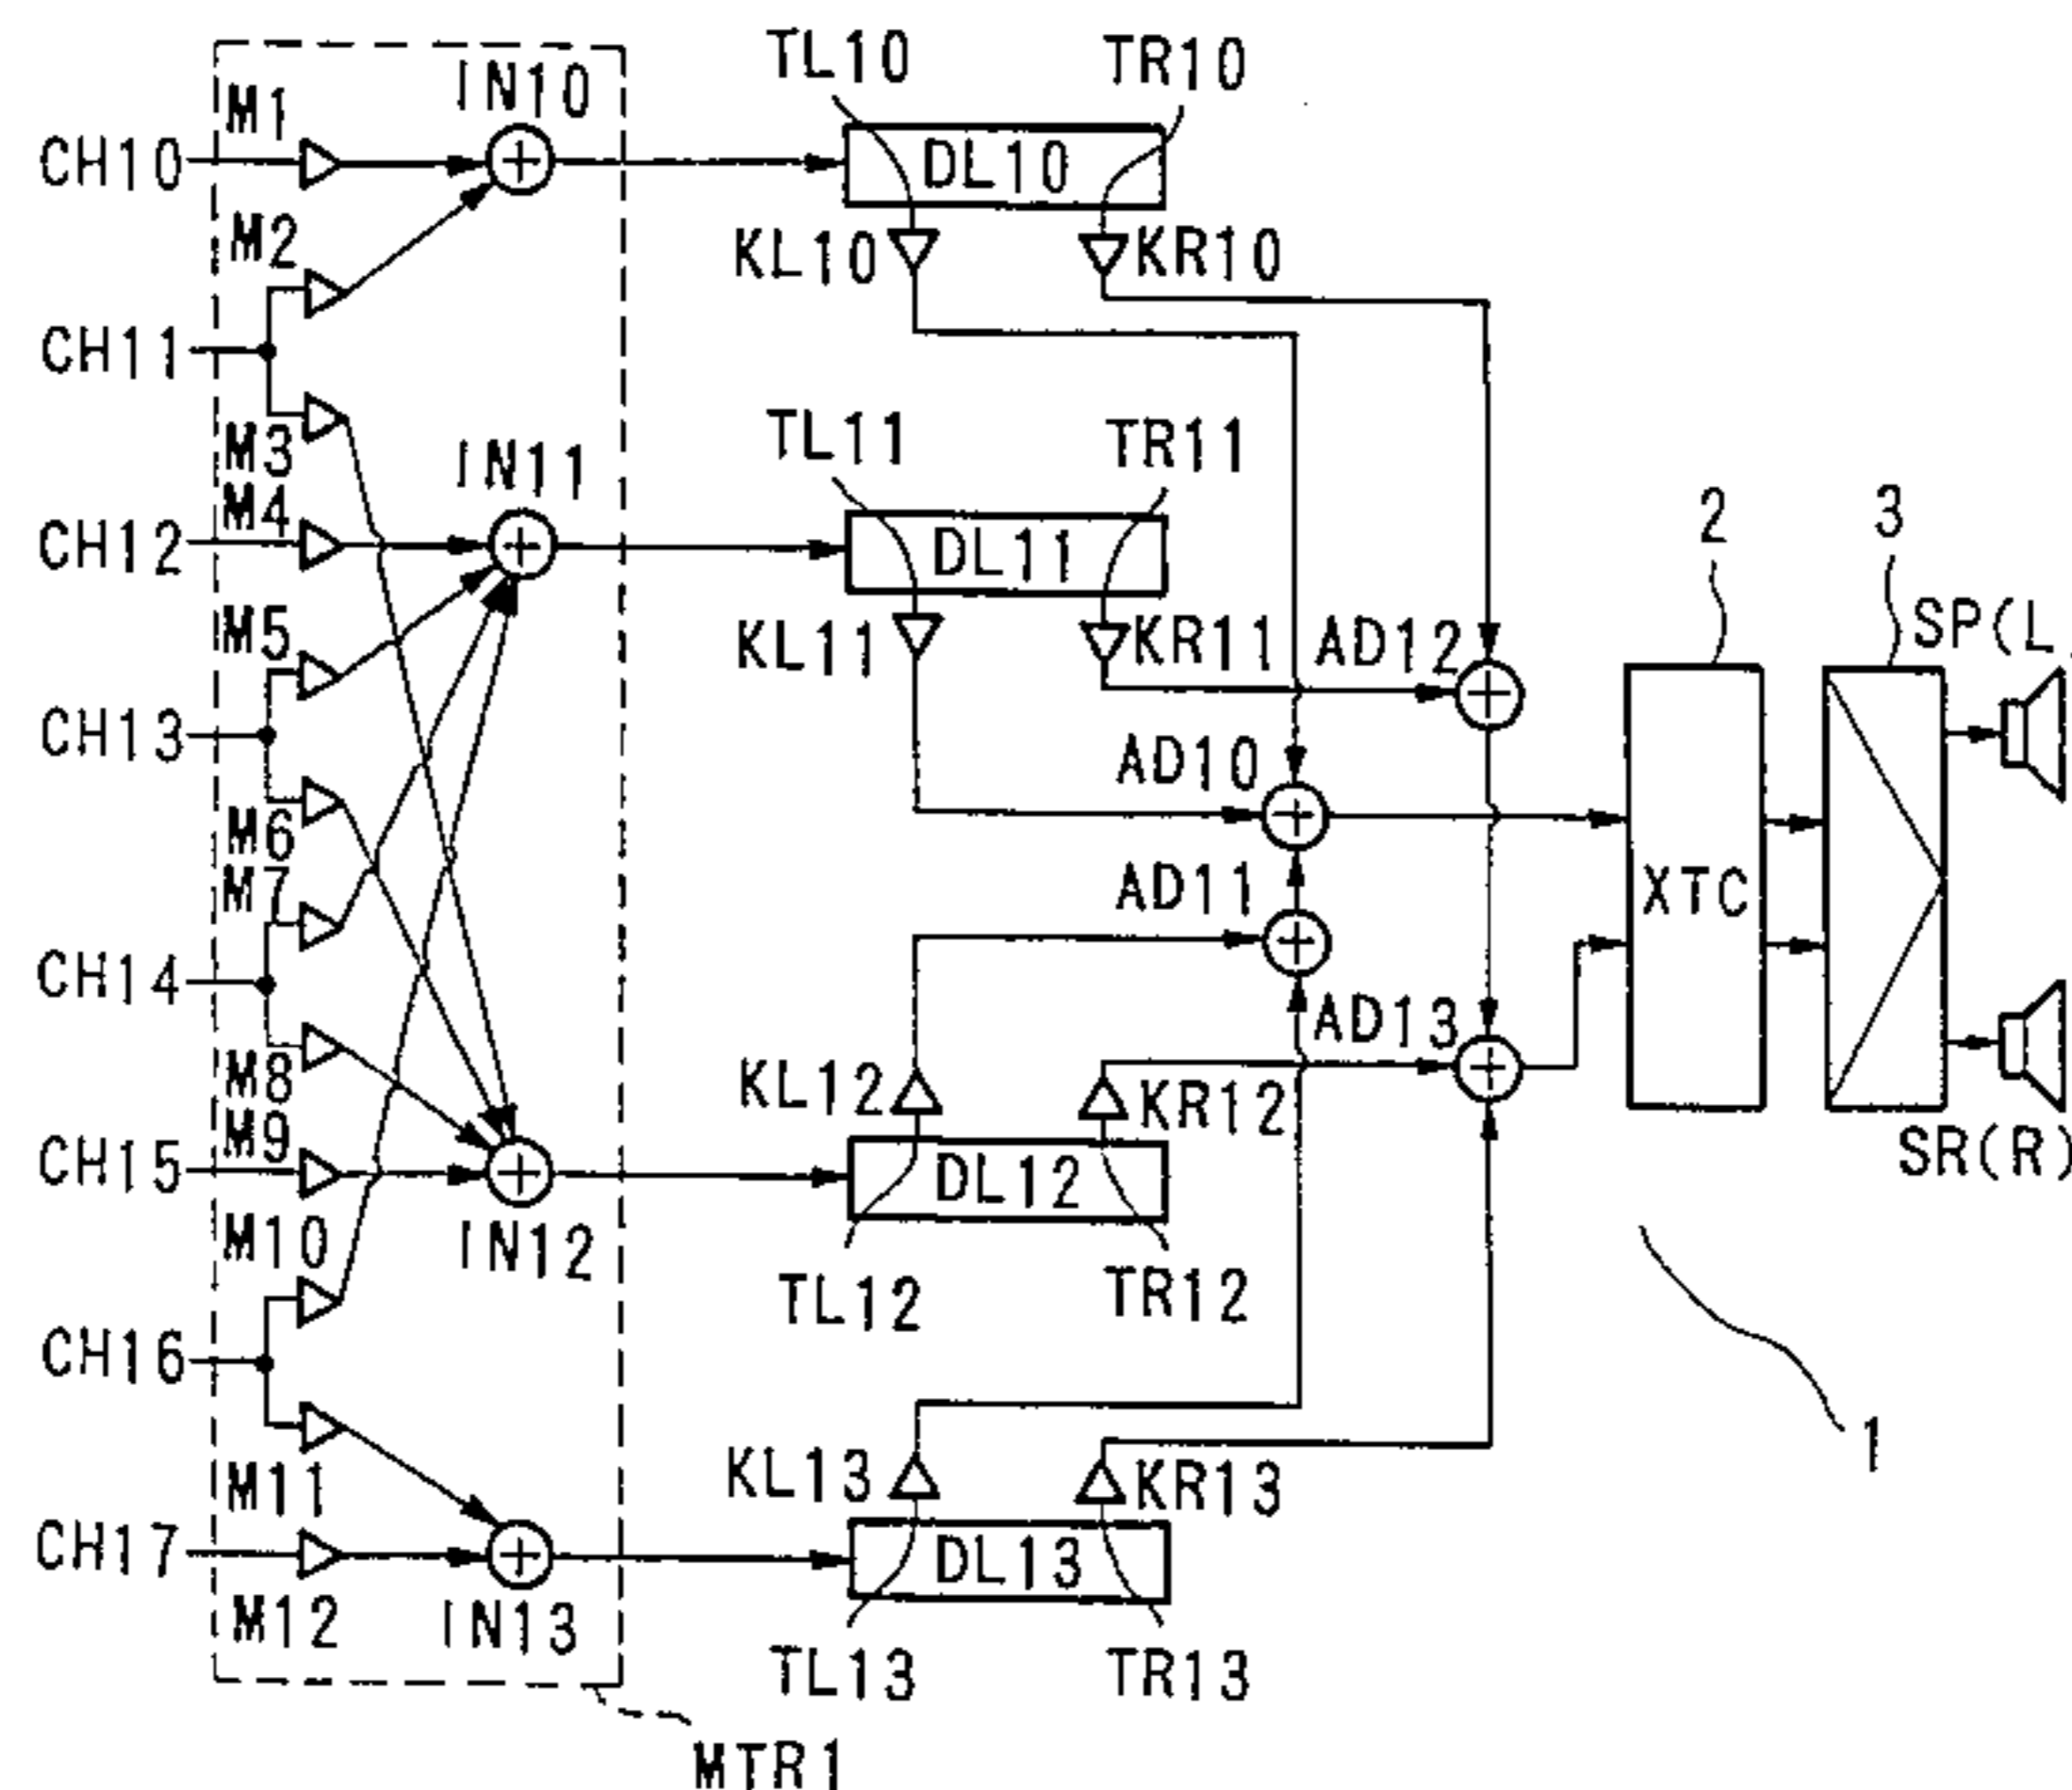 TL10
TR10
IN10
M1
CH10
DL10
M2
KL10
KR10
CH11
M3
TL11
TR11
IN11
M4
CH12
DL11
2
3
M5
KL11
KR11
AD12
SP(L)
CH13
AD10
M6
M7
AD11
XTC
CH14
AD13
M8
KL12
KR12
M9
CH15
DL12
SR(R)
M10
IN12
TL12
TR12
CH16
1
M11
KL13
KR13
CH17
DL13
M12
IN13
TL13
TR13
MTR1